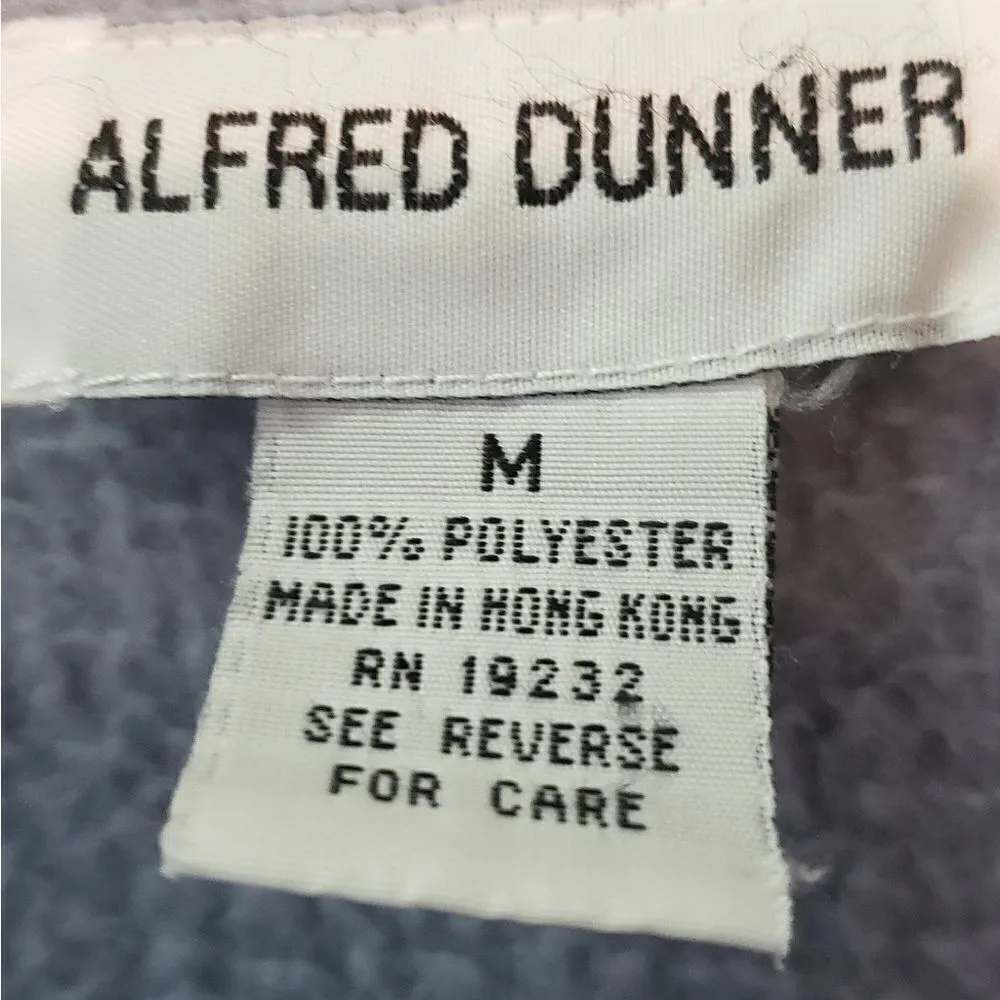 ALFRED DUNNER
M
100% POLYESTER
MADE IN HONG KONG
RN 19232
SEE REVERSE
FOR CARE